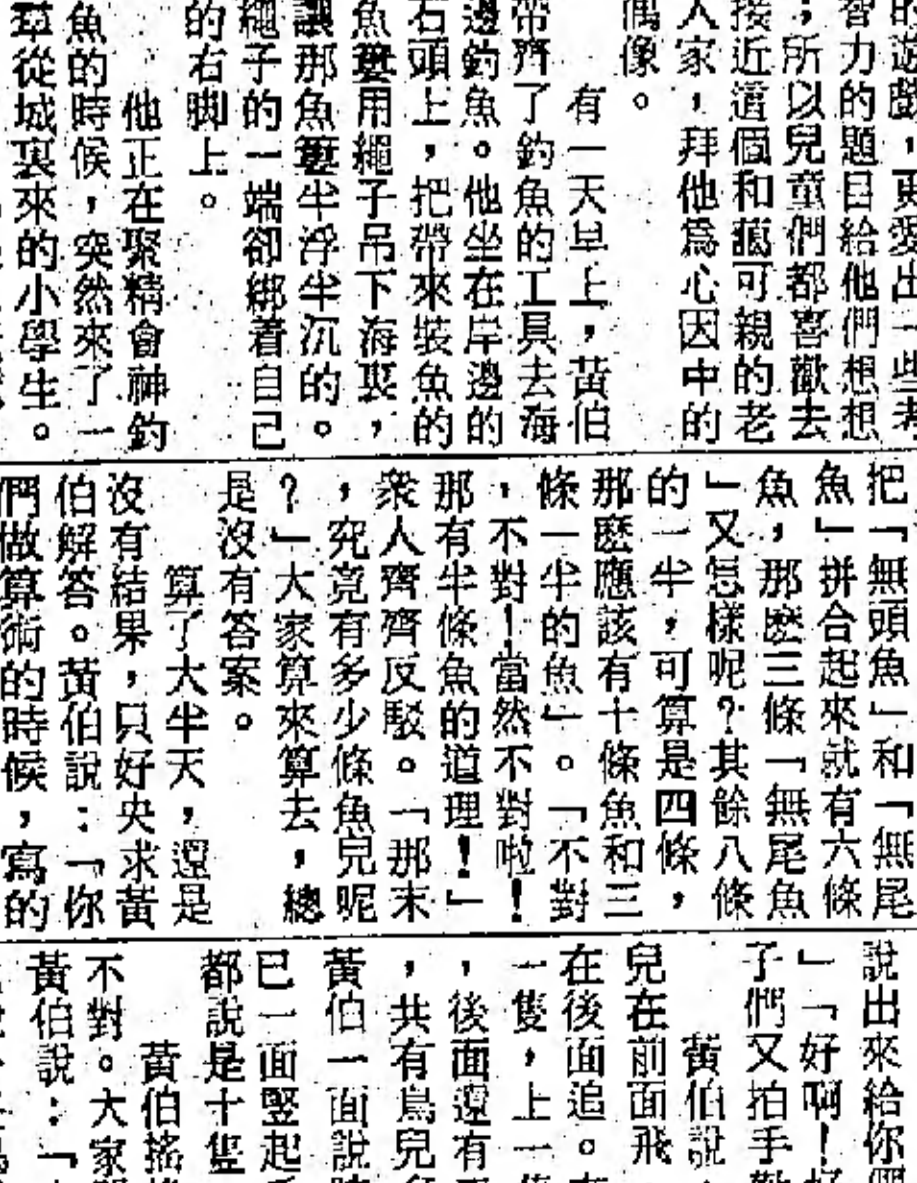 的遊戲，更愛出一些考
智力的題目給他們想想
；所以兒童們都喜歡去
接近這個和藹可親的老
人家，拜他為心因中的
偶像。
有一天早上，黃伯
帶齊了釣魚的工具去海
邊釣魚。他坐在岸邊的
石頭上，把帶來裝魚的
魚簍用繩子吊下海裏，
讓那魚簍半浮半沉的。
繩子的一端卻綁着自己
的右脚上。
他正在聚精會神釣
魚的時候，突然來了一
羣從城裏來的小學生。
把「無頭魚」和「無尾
魚」拼合起來就有六條
魚，那麽三條「無尾魚
」又怎樣呢？其餘八條
的一半，可算是四條，
那麽應該有十條魚和三
條一半的魚」。「不對
，不對！當然不對啦！
那有半條魚的道理！」
衆人齊齊反駁。「那末
，究竟有多少條魚兒呢
？」大家算來算去，總
是沒有答案。
算了大半天，還是
沒有結果，只好央求黃
伯解答。黃伯說：「你
們做算術的時候，寫的
說出來給你們
」「好啊！好
子們又拍手
黃伯說
兒在前面飛
在後面追。
一隻，上一隻
，後面還有
，共有鳥兒
黃伯一面說
已一面竪起
都說是十隻
黃伯搖
不對。大家
黃伯說：「